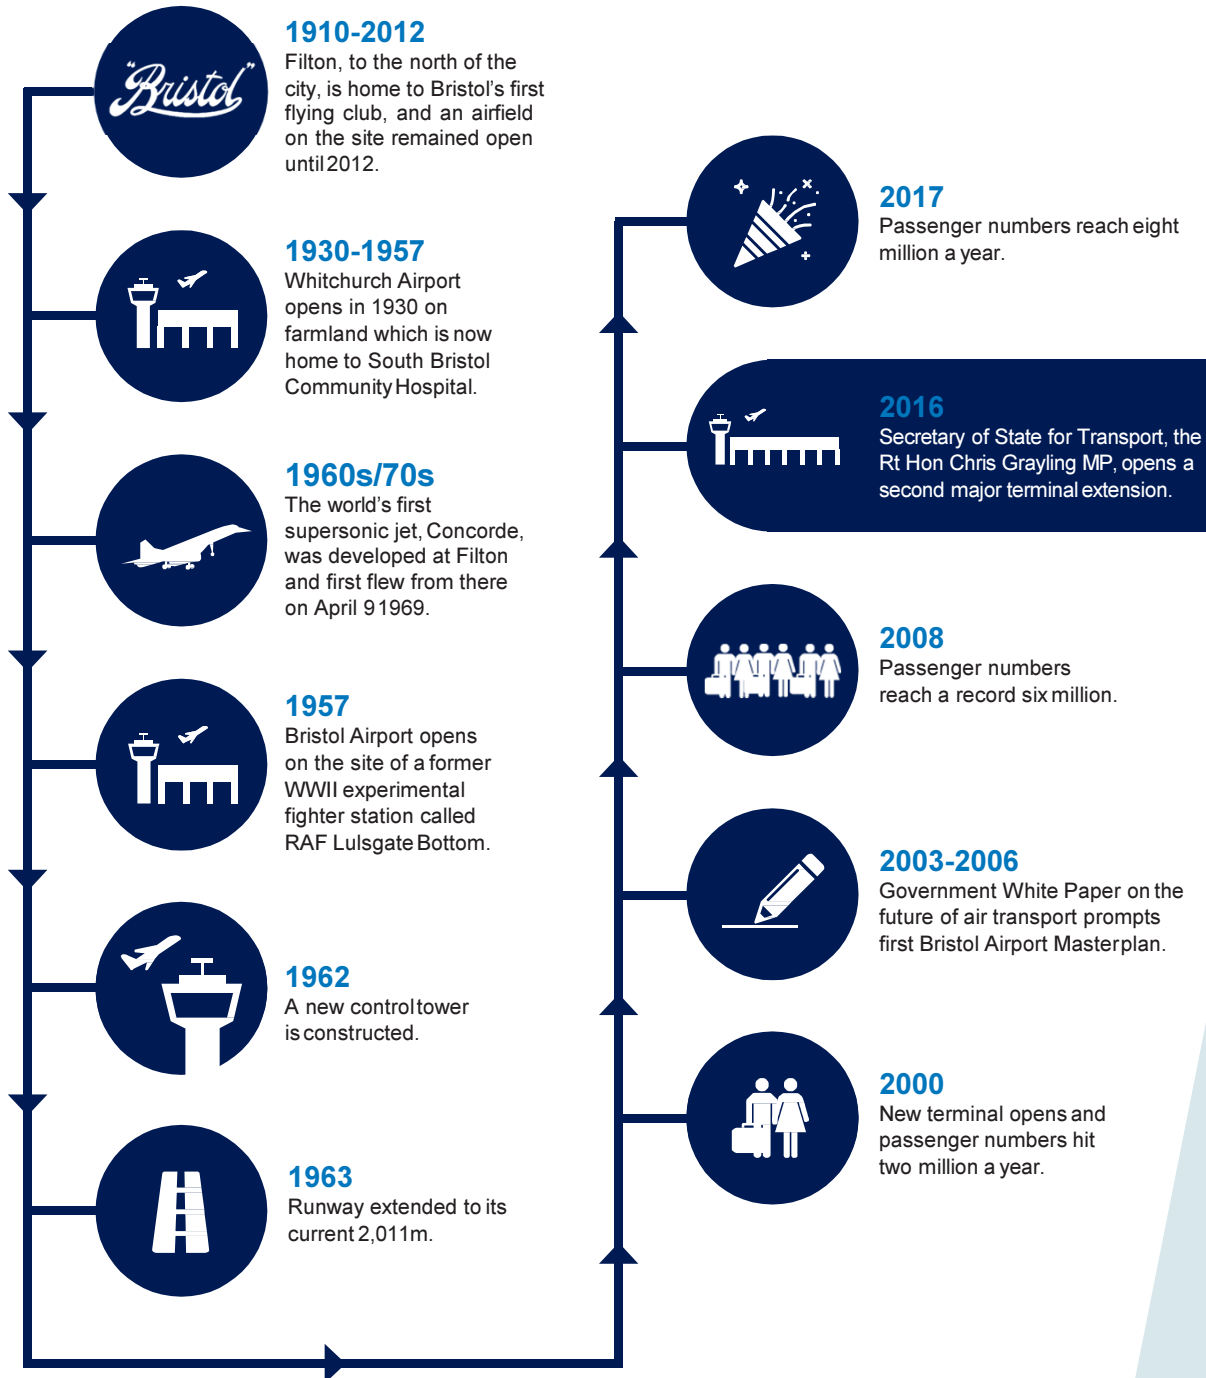 "Bristol"
1910-2012
Filton, to the north of the
city, is home to Bristol's first
flying club, and an airfield
on the site remained open
until 2012.
1930-1957
Whitchurch Airport
opens in 1930 on
farmland which is now
home to South Bristol
Community Hospital.
1960s/70s
The world's first
supersonic jet, Concorde,
was developed at Filton
and first flew from there
on April 9 1969.
1957
Bristol Airport opens
on the site of a former
WWII experimental
fighter station called
RAF Lulsgate Bottom.
1962
A new control tower
is constructed.
1963
Runway extended to its
current 2,011m.
2000
New terminal opens and
passenger numbers hit
two million a year.
2003-2006
Government White Paper on the
future of air transport prompts
first Bristol Airport Masterplan.
2008
Passenger numbers
reach a record six million.
2016
Secretary of State for Transport, the
Rt Hon Chris Grayling MP, opens a
second major terminal extension.
2017
Passenger numbers reach eight
million a year.